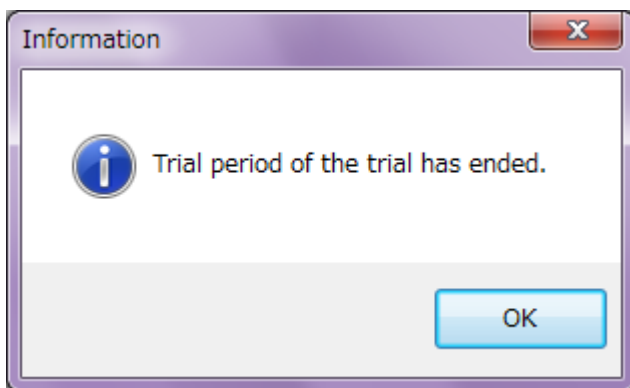 Information
Trial period of the trial has ended.
OK